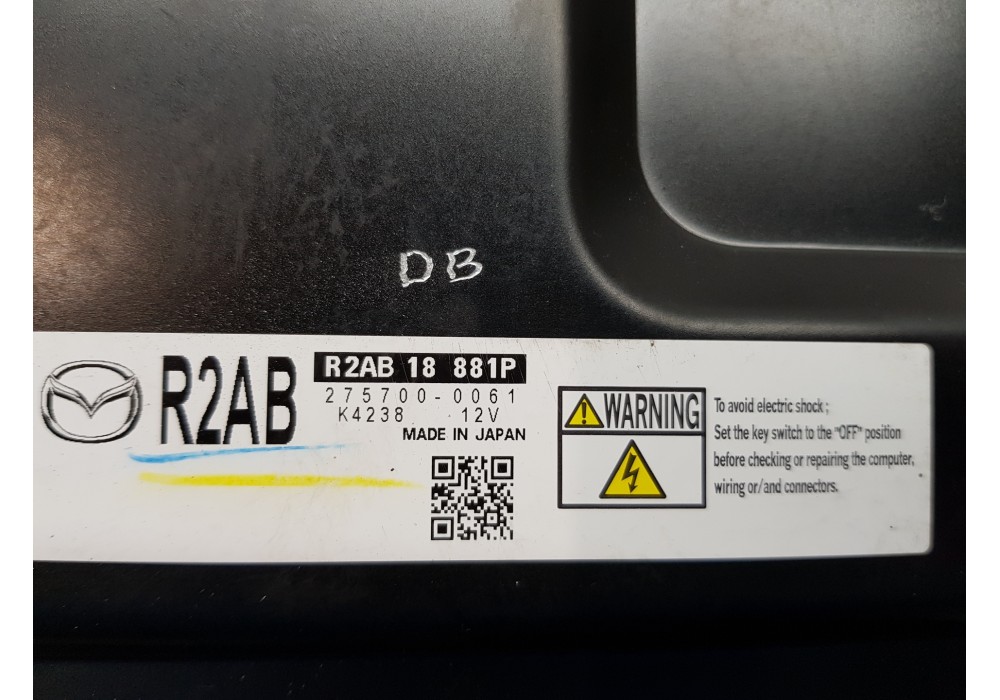 DB
R2AB
R2AB 18 881P
275700-0061
K4238 12V
MADE IN JAPAN
WARNING
To avoid electric shock;
Set the key switch to the "OFF" position
before checking or repairing the computer,
wiring or/and connectors.